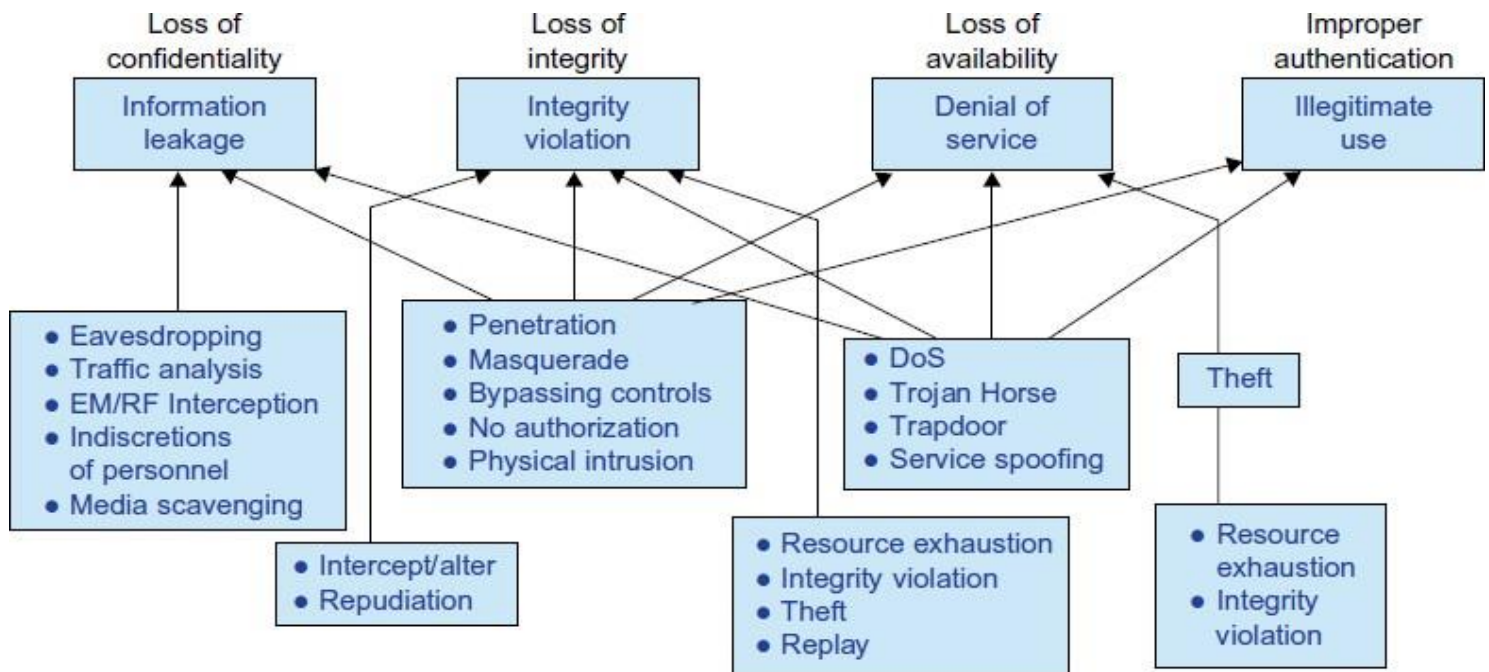 Loss of
confidentiality
Loss of
integrity
Loss of
availability
Improper
authentication
Information
leakage
Integrity
violation
Denial of
service
Illegitimate
use
● Eavesdropping
● Traffic analysis
● EM/RF Interception
● Indiscretions
of personnel
● Media scavenging
● Penetration
● Masquerade
● Bypassing controls
● No authorization
● Physical intrusion
● DoS
● Trojan Horse
● Trapdoor
● Service spoofing
Theft
● Intercept/alter
● Repudiation
● Resource exhaustion
● Integrity violation
● Theft
● Replay
● Resource
exhaustion
● Integrity
violation